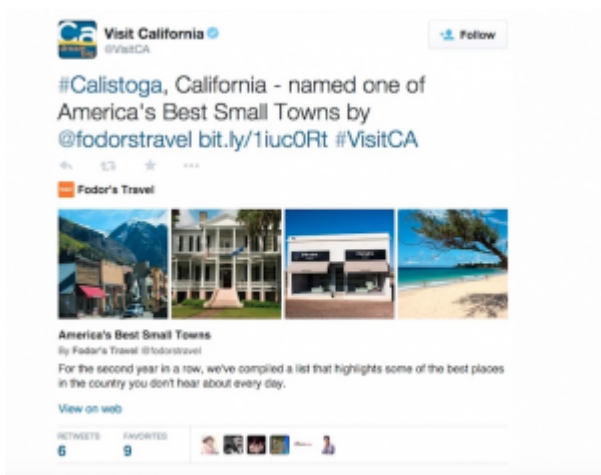 Ca
Visit California
@VisitCA
Follow
#Calistoga, California - named one of
America's Best Small Towns by
@fodorstravel bit.ly/1iuc0Rt #VisitCA
Fodor's Travel
America's Best Small Towns
By Fodor's Travel @fodorstravel
For the second year in a row, we've compiled a list that highlights some of the best places
in the country you don't hear about every day.
View on web
RETWEETS FAVORITES
6 9